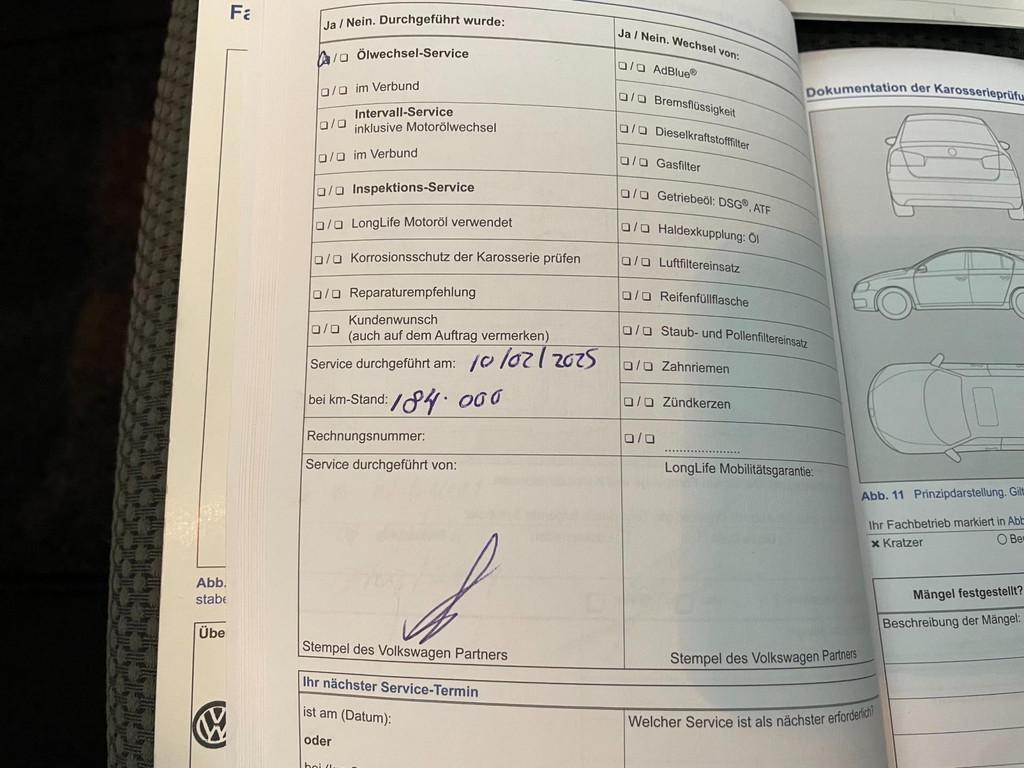 Fa
Ja / Nein. Durchgeführt wurde:
❏/❏ Ölwechsel-Service
❏/❏ im Verbund
❏/❏ Intervall-Service
inklusive Motorölwechsel
❏/❏ im Verbund
❏/❏ Inspektions-Service
❏/❏ LongLife Motoröl verwendet
❏/❏ Korrosionsschutz der Karosserie prüfen
❏/❏ Reparaturempfehlung
❏/❏ Kundenwunsch
(auch auf dem Auftrag vermerken)
Service durchgeführt am: 10/02/2025
bei km-Stand: 184.000
Rechnungsnummer:
Service durchgeführt von:
Stempel des Volkswagen Partners
Ja / Nein. Wechsel von:
❏/❏ AdBlue®
❏/❏ Bremsflüssigkeit
❏/❏ Dieselkraftstofffilter
❏/❏ Gasfilter
❏/❏ Getriebeöl: DSG®, ATF
❏/❏ Haldexkupplung: Öl
❏/❏ Luftfiltereinsatz
❏/❏ Reifenfüllflasche
❏/❏ Staub- und Pollenfiltereinsatz
❏/❏ Zahnriemen
❏/❏ Zündkerzen
❏/❏ .....................
LongLife Mobilitätsgarantie:
Stempel des Volkswagen Partners
Ihr nächster Service-Termin
ist am (Datum):
oder
Welcher Service ist als nächster erforderlich?
Abb.
stabe
Übe
Dokumentation der Karosserieprüfu
Abb. 11 Prinzipdarstellung. Gilt
Ihr Fachbetrieb markiert in Abb
✖ Kratzer
○ Be
Mängel festgestellt?
Beschreibung der Mängel: